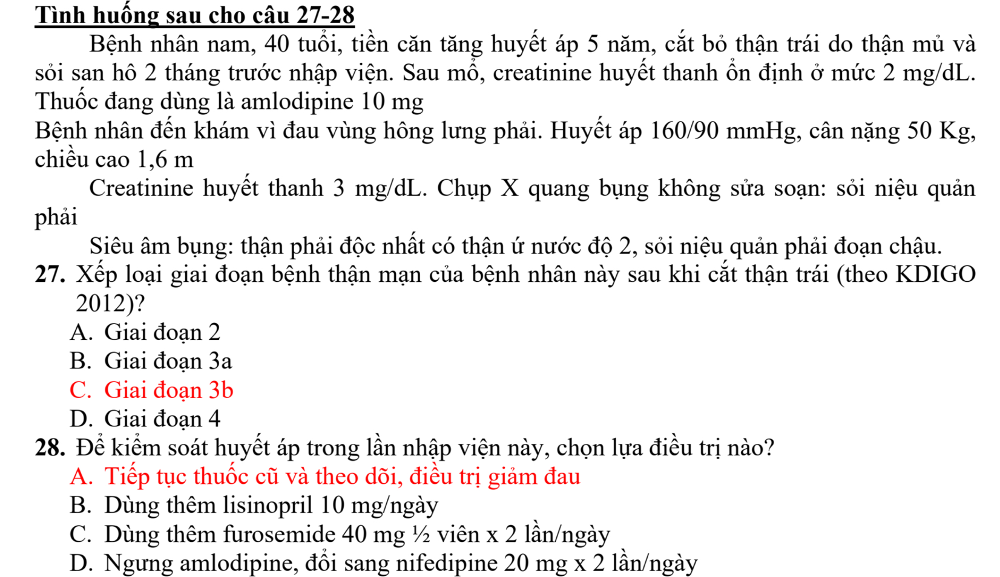 Tình huống sau cho câu 27-28
Bệnh nhân nam, 40 tuổi, tiền căn tăng huyết áp 5 năm, cắt bỏ thận trái do thận mủ và
sỏi san hô 2 tháng trước nhập viện. Sau mổ, creatinine huyết thanh ổn định ở mức 2 mg/dL.
Thuốc đang dùng là amlodipine 10 mg
Bệnh nhân đến khám vì đau vùng hông lưng phải. Huyết áp 160/90 mmHg, cân nặng 50 Kg,
chiều cao 1,6 m
Creatinine huyết thanh 3 mg/dL. Chụp X quang bụng không sửa soạn: sỏi niệu quản
phải
Siêu âm bụng: thận phải độc nhất có thận ứ nước độ 2, sỏi niệu quản phải đoạn chậu.
27. Xếp loại giai đoạn bệnh thận mạn của bệnh nhân này sau khi cắt thận trái (theo KDIGO
2012)?
A. Giai đoạn 2
B. Giai đoạn 3a
C. Giai đoạn 3b
D. Giai đoạn 4
28. Để kiểm soát huyết áp trong lần nhập viện này, chọn lựa điều trị nào?
A. Tiếp tục thuốc cũ và theo dõi, điều trị giảm đau
B. Dùng thêm lisinopril 10 mg/ngày
C. Dùng thêm furosemide 40 mg ½ viên x 2 lần/ngày
D. Ngưng amlodipine, đổi sang nifedipine 20 mg x 2 lần/ngày